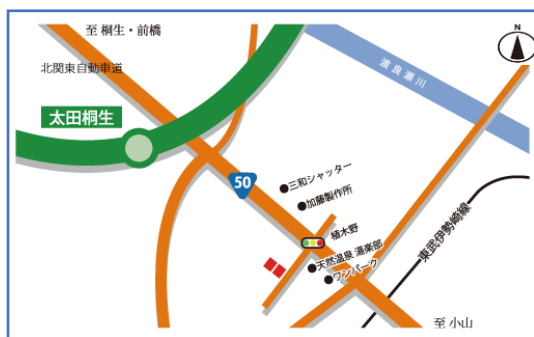 至 桐生・前橋
N
北関東自動車道
渡良瀬川
太田桐生
50
三和シャッター
加藤製作所
植木野
東武伊勢崎線
天然温泉 湯楽部
ワンパーク
至 小山